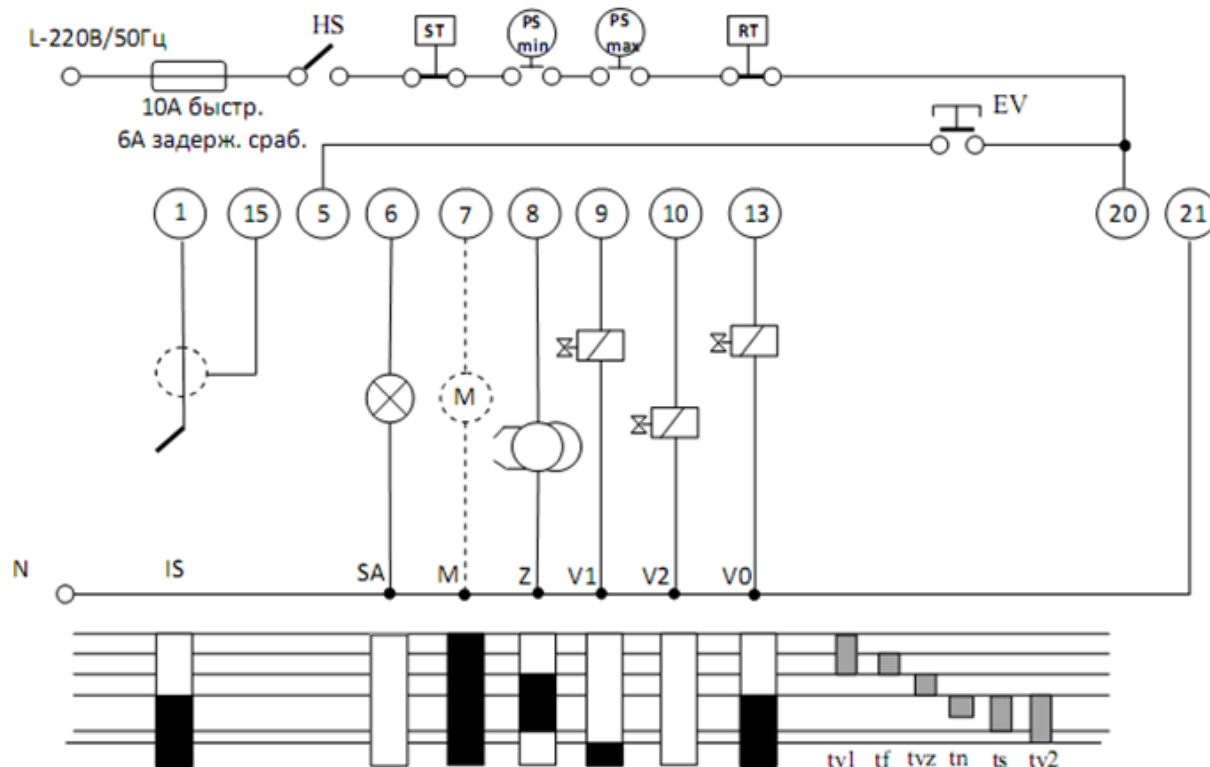 L-220В/50Гц
HS
ST
PS
min
PS
max
RT
10А быстр.
6А задерж. сраб.
EV
1
15
5
6
7
8
9
10
13
20
21
M
N
IS
SA
M
Z
V1
V2
V0
tv1
tf
tvz
tn
ts
tv2